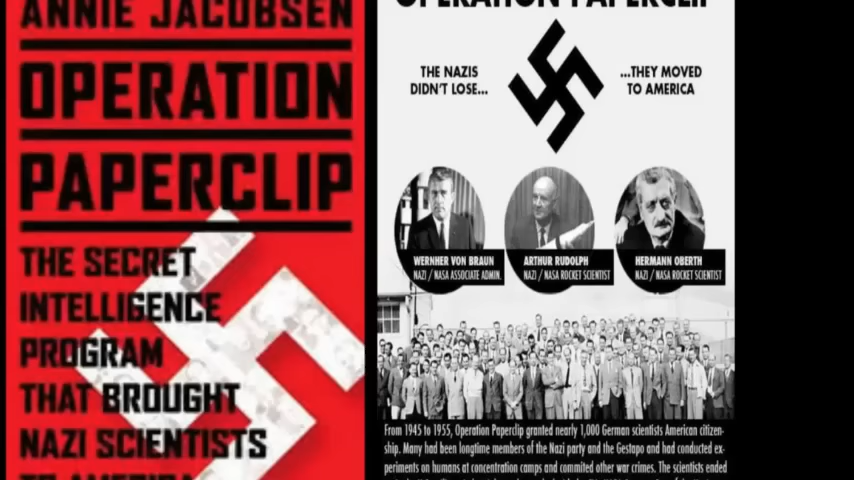 ANNIE JACOBSEN
OPERATION
PAPERCLIP
THE SECRET
INTELLIGENCE
PROGRAM
THAT BROUGHT
NAZI SCIENTISTS
TO AMERICA
OPERATION PAPERCLIP
THE NAZIS
DIDN'T LOSE...
...THEY MOVED
TO AMERICA
WERNHER VON BRAUN
NAZI / NASA ASSOCIATE ADMIN.
ARTHUR RUDOLPH
NAZI / NASA ROCKET SCIENTIST
HERMANN OBERTH
NAZI / NASA ROCKET SCIENTIST
From 1945 to 1955, Operation Paperclip granted nearly 1,000 German scientists American citizen-
ship. Many had been longtime members of the Nazi party and the Gestapo and had conducted ex-
periments on humans at concentration camps and commited other war crimes. The scientists ended